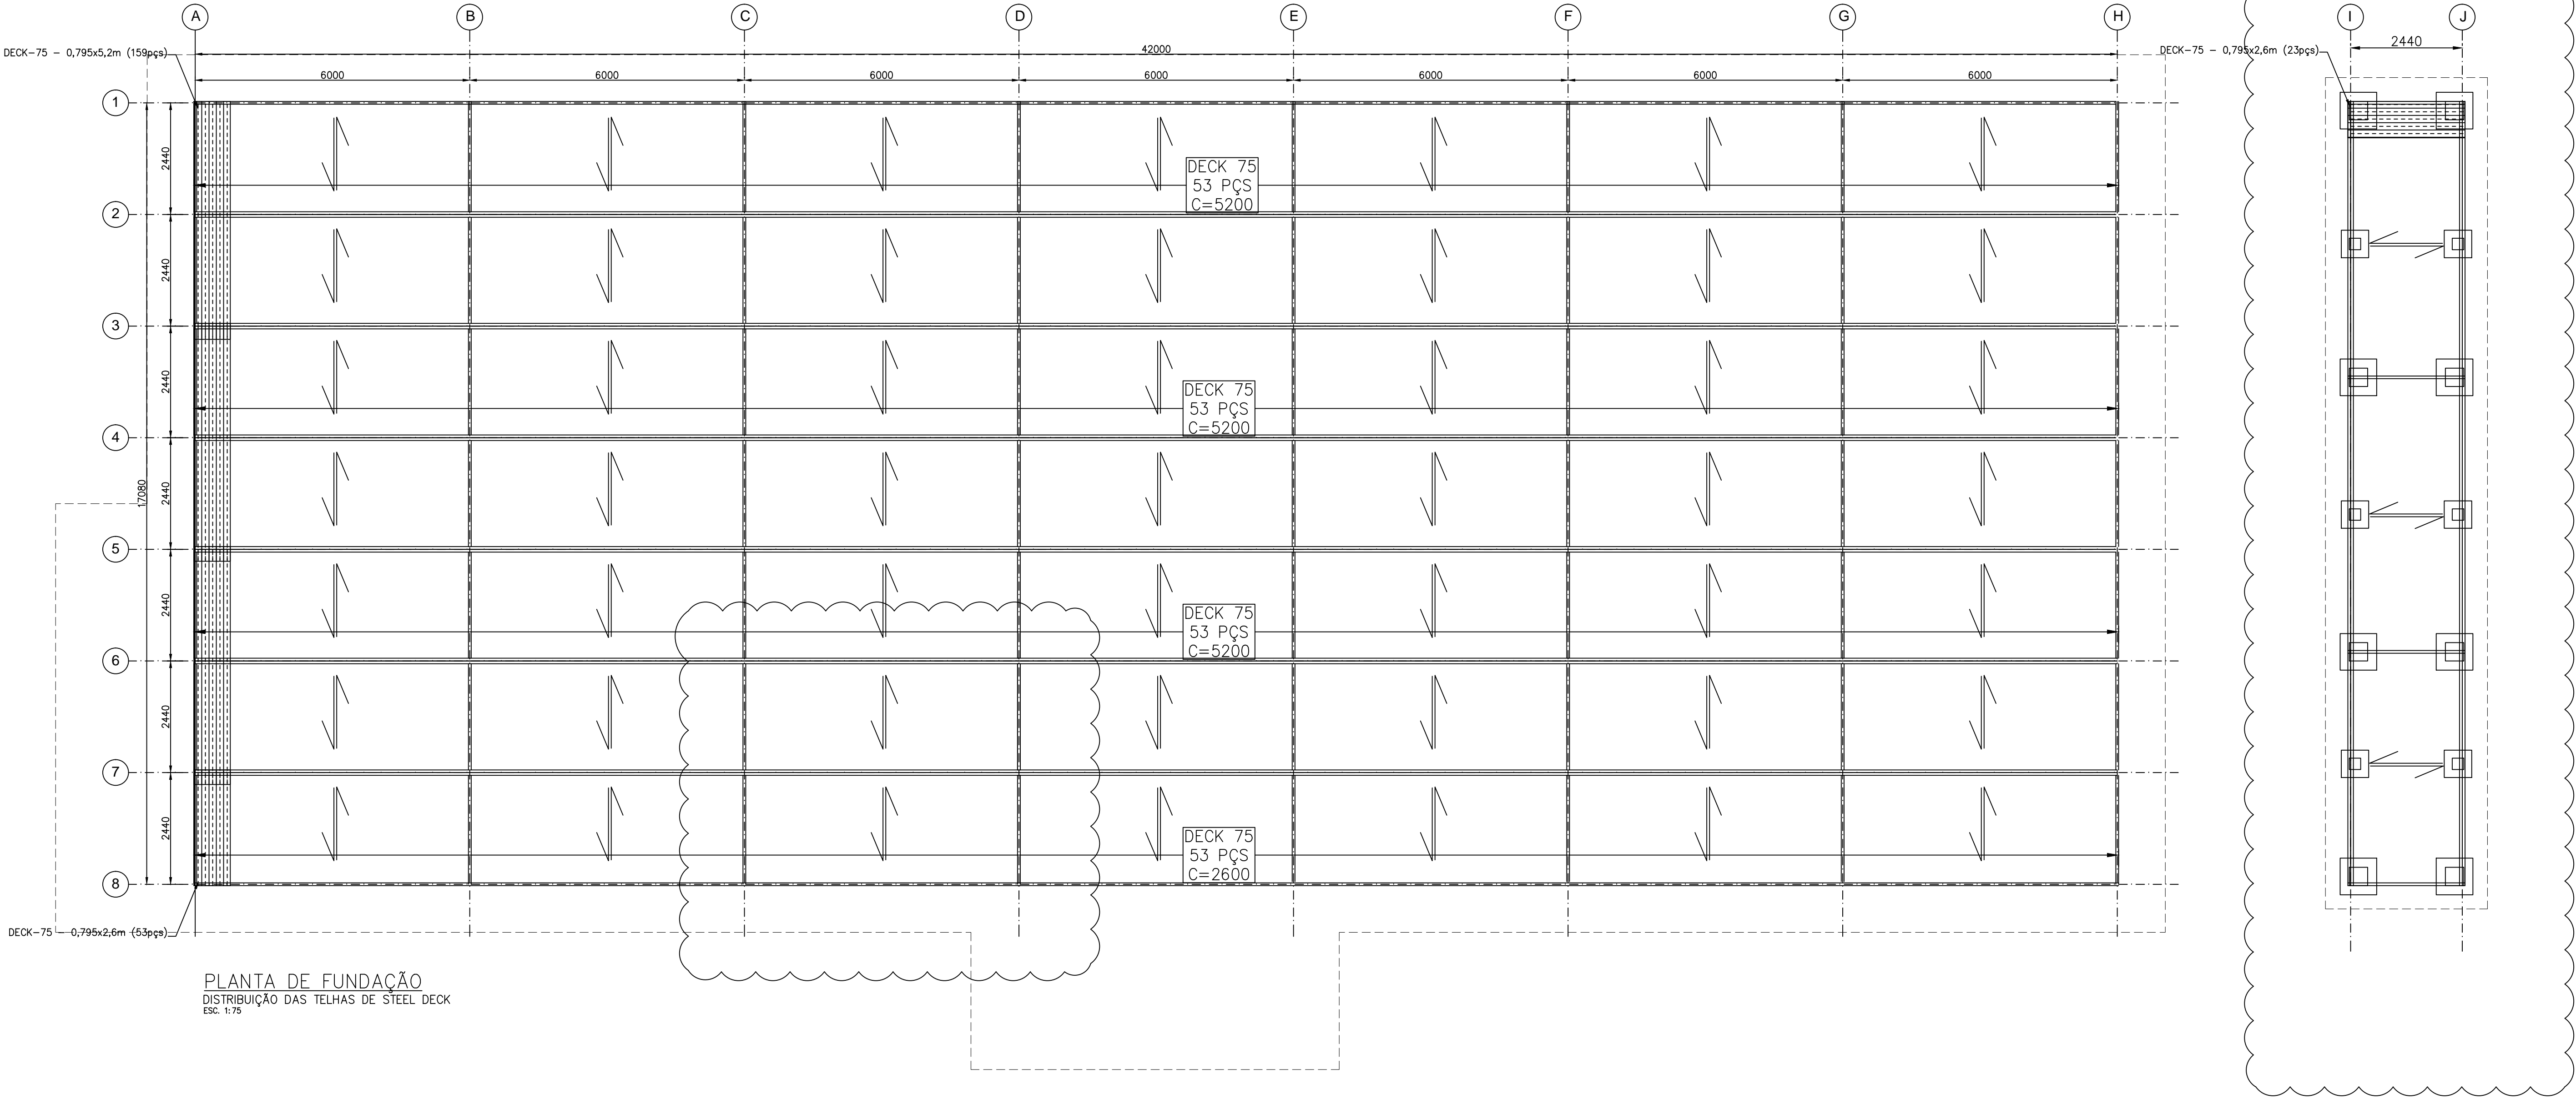 A
B
C
D
E
F
G
H
I
J
DECK-75 - 0,795x5,2m (159pçs)
42000
DECK-75 - 0,795x2,6m (23pçs)
2440
6000
6000
6000
6000
6000
6000
6000
1
2440
DECK 75
53 PÇS
C=5200
2
2440
3
2440
DECK 75
53 PÇS
C=5200
4
17080
2440
5
2440
DECK 75
53 PÇS
C=5200
6
2440
7
2440
DECK 75
53 PÇS
C=2600
8
DECK-75 - 0,795x2,6m (53pçs)
PLANTA DE FUNDAÇÃO
DISTRIBUIÇÃO DAS TELHAS DE STEEL DECK
ESC. 1:75